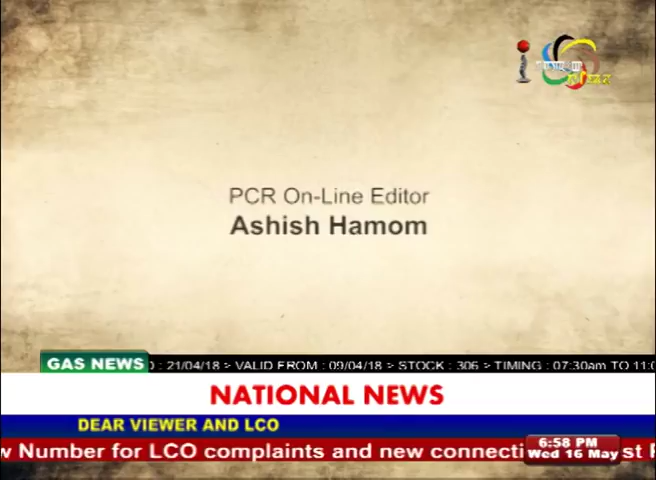 PCR On-Line Editor
Ashish Hamom
GAS NEWS
: 21/04/18 > VALID FROM : 09/04/18 > STOCK : 306 > TIMING : 07:30am TO 11:0
NATIONAL NEWS
DEAR VIEWER AND LCO
w Number for LCO complaints and new connecti
6:58 PM
Wed 16 May
st